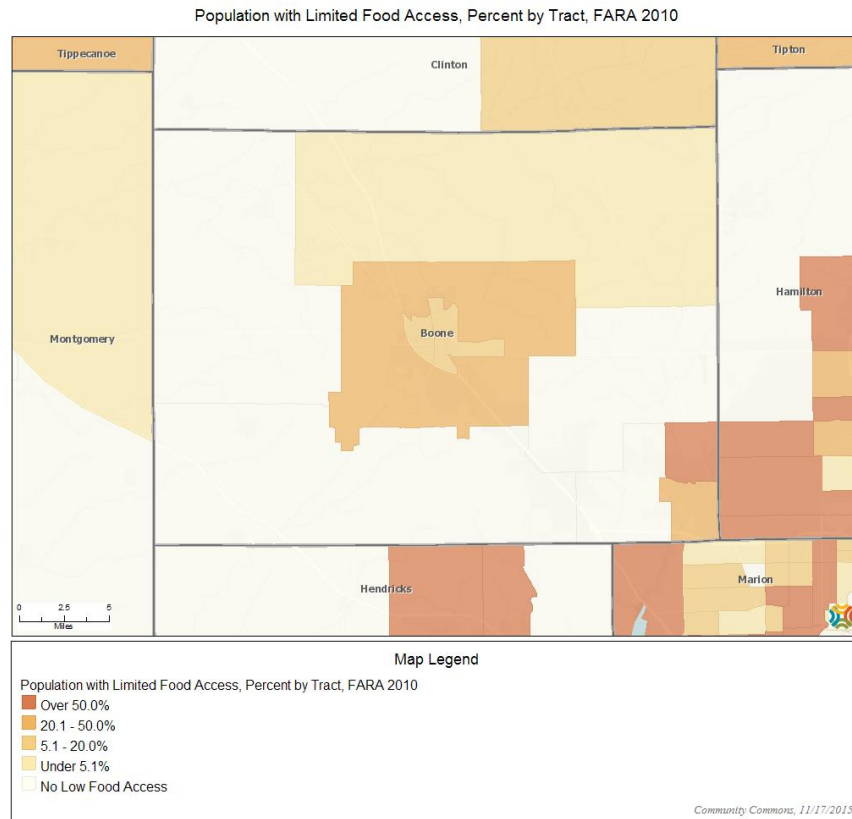 Population with Limited Food Access, Percent by Tract, FARA 2010
Tippecanoe
Clinton
Tipton
Hamilton
Montgomery
Boone
Hendricks
Marion
0 2.5 5
Miles
Map Legend
Population with Limited Food Access, Percent by Tract, FARA 2010
Over 50.0%
20.1 - 50.0%
5.1 - 20.0%
Under 5.1%
No Low Food Access
Community Commons, 11/17/2015